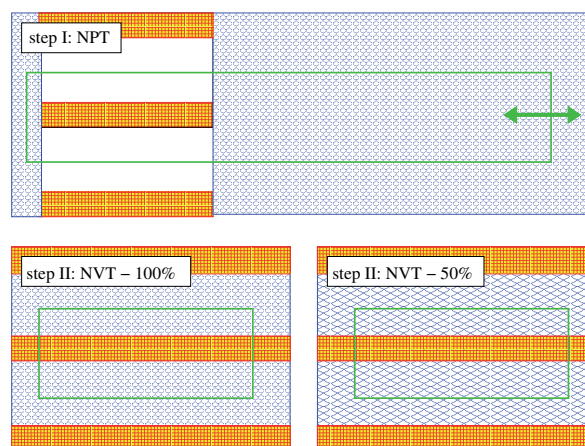 step I: NPT
step II: NVT − 100%
step II: NVT − 50%